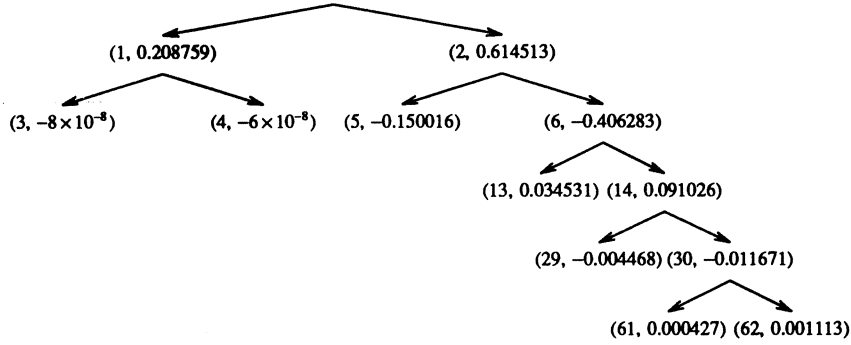 (1, 0.208759) (2, 0.614513)
(3, −8×10⁻⁸) (4, −6×10⁻⁸) (5, −0.150016) (6, −0.406283)
(13, 0.034531) (14, 0.091026)
(29, −0.004468) (30, −0.011671)
(61, 0.000427) (62, 0.001113)